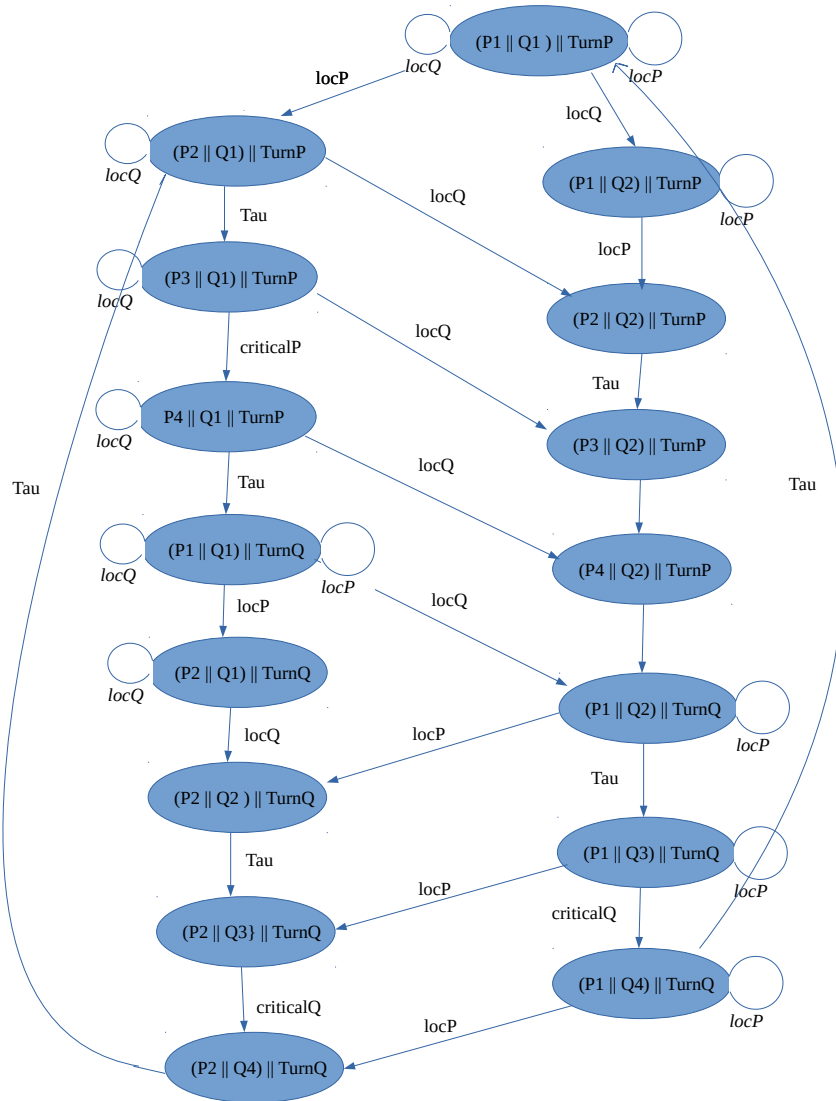 (P1 || Q1 ) || TurnP
locQ
locP
locP
locQ
(P2 || Q1) || TurnP
locQ
(P1 || Q2) || TurnP
locP
locQ
Tau
locP
(P3 || Q1) || TurnP
locQ
(P2 || Q2) || TurnP
locQ
criticalP
Tau
P4 || Q1 || TurnP
locQ
(P3 || Q2) || TurnP
locQ
Tau
Tau
Tau
(P1 || Q1) || TurnQ
locQ
locP
(P4 || Q2) || TurnP
locQ
locP
(P2 || Q1) || TurnQ
locQ
(P1 || Q2) || TurnQ
locP
locQ
locP
Tau
(P2 || Q2 ) || TurnQ
(P1 || Q3) || TurnQ
locP
Tau
locP
criticalQ
(P2 || Q3} || TurnQ
(P1 || Q4) || TurnQ
locP
criticalQ
locP
(P2 || Q4) || TurnQ